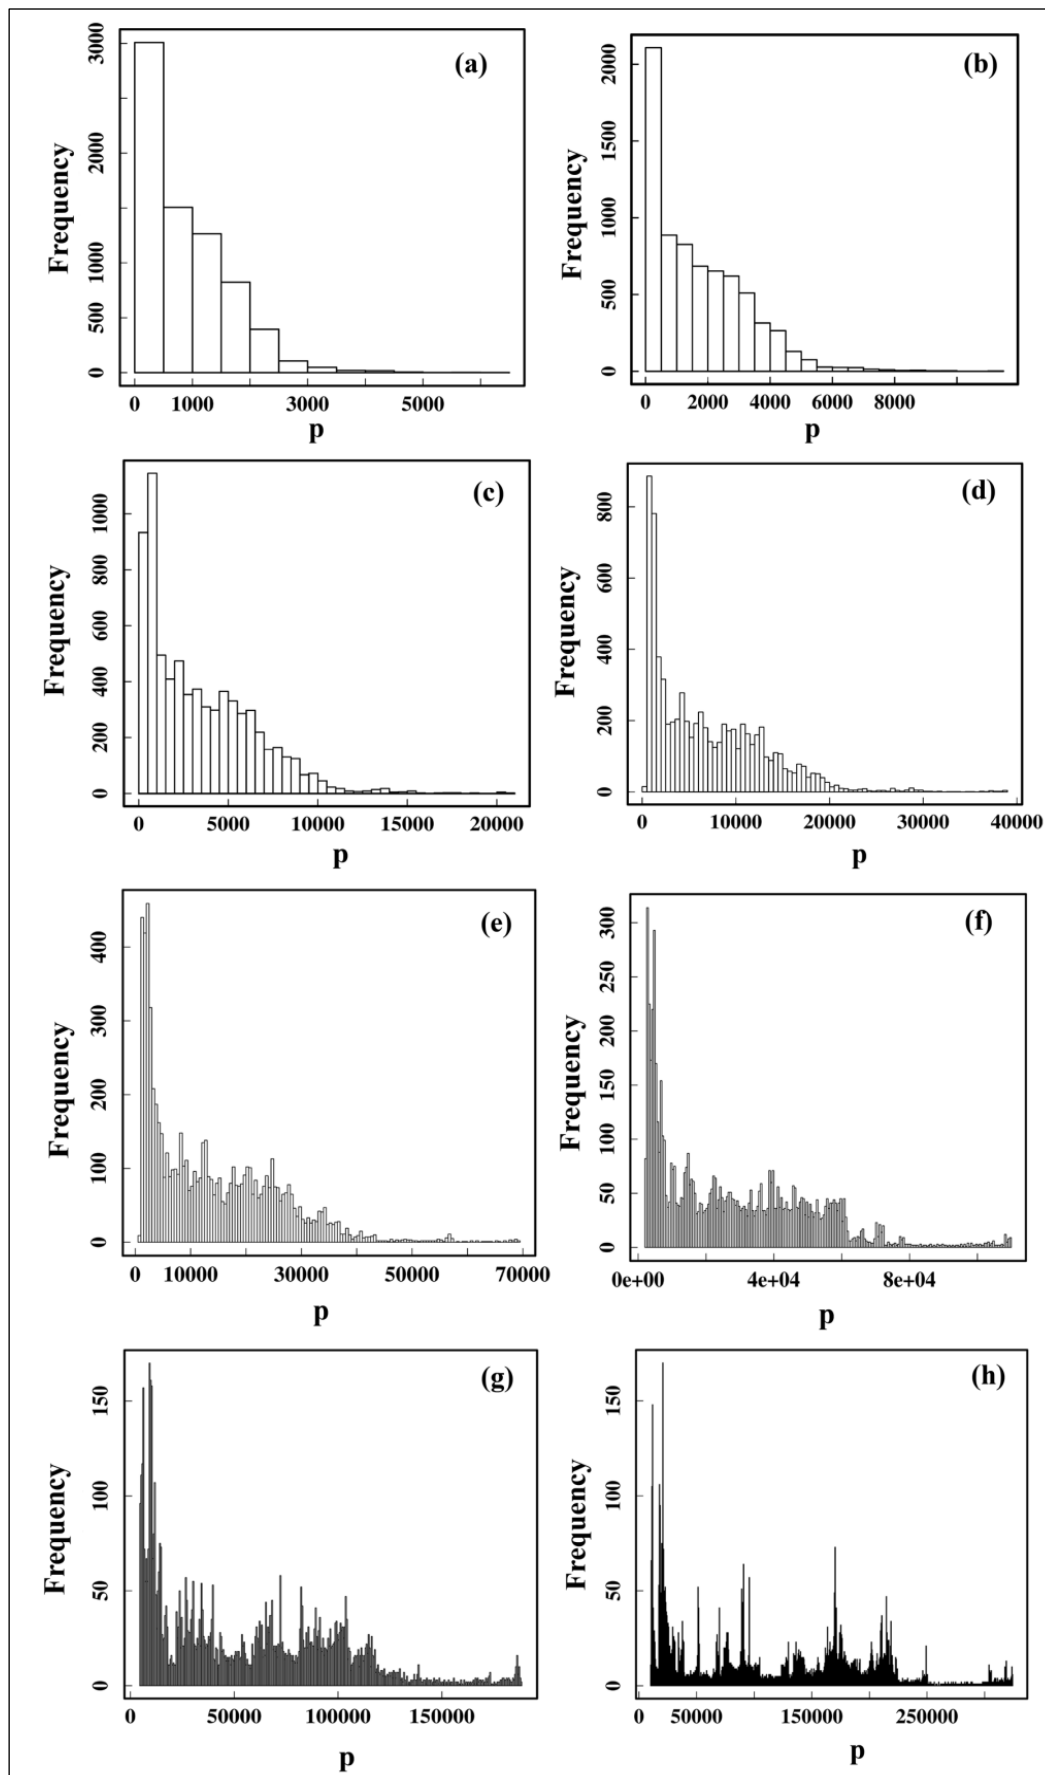 (a)
Frequency
0 500 1000 2000 3000
0 1000 3000 5000
p
(b)
Frequency
0 500 1000 1500 2000
0 2000 4000 6000 8000
p
(c)
Frequency
0 200 400 600 800 1000
0 5000 10000 15000 20000
p
(d)
Frequency
0 200 400 600 800
0 10000 20000 30000 40000
p
(e)
Frequency
0 100 200 300 400
0 10000 30000 50000 70000
p
(f)
Frequency
0 50 100 150 200 250 300
0e+00 4e+04 8e+04
p
(g)
Frequency
0 50 100 150
0 50000 100000 150000
p
(h)
Frequency
0 50 100 150
0 50000 150000 250000
p